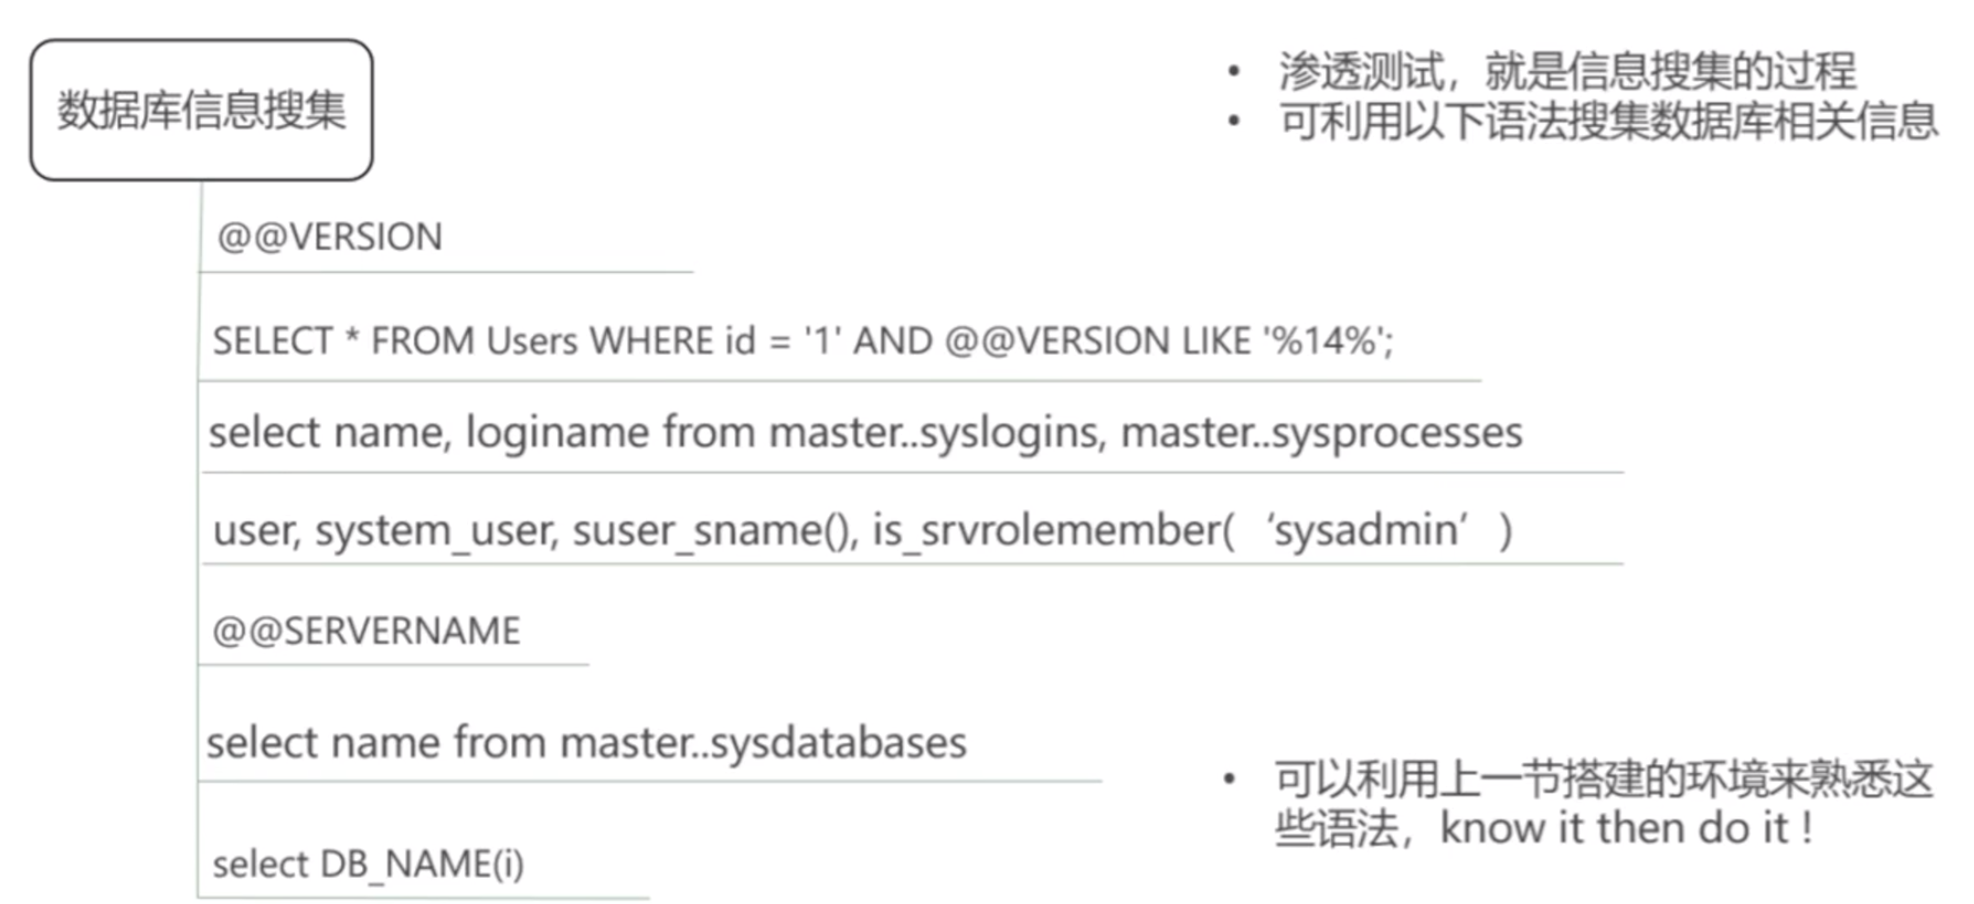 数据库信息搜集
• 渗透测试，就是信息搜集的过程
• 可利用以下语法搜集数据库相关信息
@@VERSION
SELECT * FROM Users WHERE id = '1' AND @@VERSION LIKE '%14%';
select name, loginame from master..syslogins, master..sysprocesses
user, system_user, suser_sname(), is_srvrolemember( ‘sysadmin’ )
@@SERVERNAME
select name from master..sysdatabases
• 可以利用上一节搭建的环境来熟悉这
些语法，know it then do it！
select DB_NAME(i)